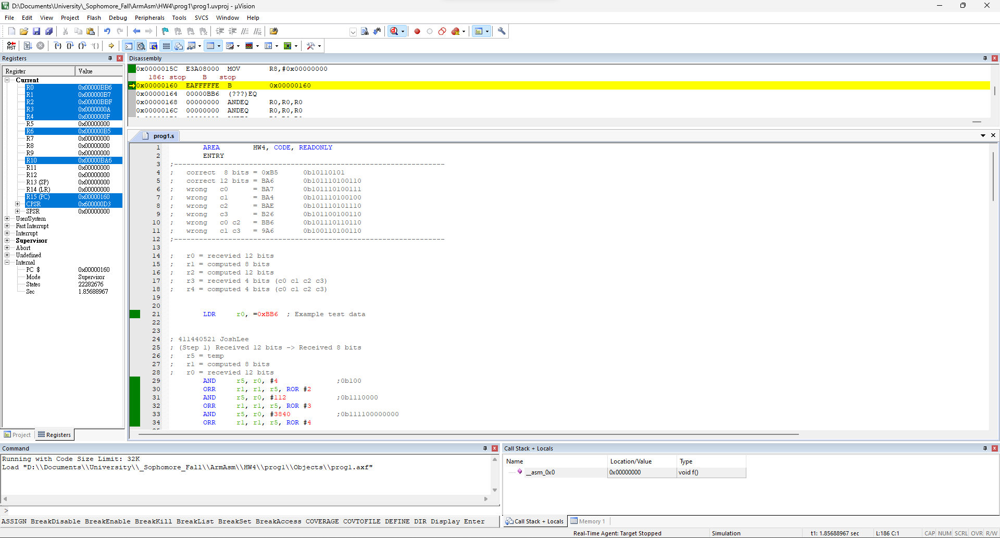 D:\Documents\University\_Sophomore_Fall\ArmAsm\HW4\prog1\prog1.uvproj - µVision
File Edit View Project Flash Debug Peripherals Tools SVCS Window Help
Registers
Register Value
Current
R0 0x00000BB6
R1 0x000000B7
R2 0x00000BBF
R3 0x0000000A
R4 0x0000000F
R5 0x00000000
R6 0x000000B5
R7 0x00000000
R8 0x00000000
R9 0x00000000
R10 0x00000BA6
R11 0x00000000
R12 0x00000000
R13 (SP) 0x00000000
R14 (LR) 0x00000000
R15 (PC) 0x00000160
CPSR 0x600000D3
SPSR 0x00000000
User/System
Fast Interrupt
Interrupt
Supervisor
Abort
Undefined
Internal
PC $ 0x00000160
Mode Supervisor
States 22282676
Sec 1.85688967
Project Registers
Disassembly
0x0000015C E3A08000 MOV R8,#0x00000000
186: stop B stop
0x00000160 EAFFFFFE B 0x00000160
0x00000164 00000BB6 (???)EQ
0x00000168 00000000 ANDEQ R0,R0,R0
0x0000016C 00000000 ANDEQ R0,R0,R0
prog1.s
1 AREA HW4, CODE, READONLY
2 ENTRY
3 ;-----------------------------------------------------------------
4 ; correct 8 bits = 0xB5 0b10110101
5 ; correct 12 bits = BA6 0b101110100110
6 ; wrong c0 = BA7 0b101110100111
7 ; wrong c1 = BA4 0b101110100100
8 ; wrong c2 = BAE 0b101110101110
9 ; wrong c3 = B26 0b101100100110
10 ; wrong c0 c2 = BB6 0b101110110110
11 ; wrong c1 c3 = 9A6 0b100110100110
12 ;-----------------------------------------------------------------
13
14 ; r0 = recevied 12 bits
15 ; r1 = computed 8 bits
16 ; r2 = computed 12 bits
17 ; r3 = recevied 4 bits (c0 c1 c2 c3)
18 ; r4 = computed 4 bits (c0 c1 c2 c3)
19
20
21 LDR r0, =0xBB6 ; Example test data
22
23
24 ; 411440521 JoshLee
25 ; (Step 1) Received 12 bits -> Received 8 bits
26 ; r5 = temp
27 ; r1 = computed 8 bits
28 ; r0 = recevied 12 bits
29 AND r5, r0, #4 ;0b100
30 ORR r1, r1, r5, ROR #2
31 AND r5, r0, #112 ;0b1110000
32 ORR r1, r1, r5, ROR #3
33 AND r5, r0, #3840 ;0b111100000000
34 ORR r1, r1, r5, ROR #4
Command
Running with Code Size Limit: 32K
Load "D:\\Documents\\University\\_Sophomore_Fall\\ArmAsm\\HW4\\prog1\\Objects\\prog1.axf"
>
ASSIGN BreakDisable BreakEnable BreakKill BreakList BreakSet BreakAccess COVERAGE COVTOFILE DEFINE DIR Display Enter
Call Stack + Locals
Name Location/Value Type
__asm_0x0 0x00000000 void f()
Call Stack + Locals Memory 1
Real-Time Agent: Target Stopped Simulation t1: 1.85688967 sec L:186 C:1 CAP NUM SCRL OVR R/W